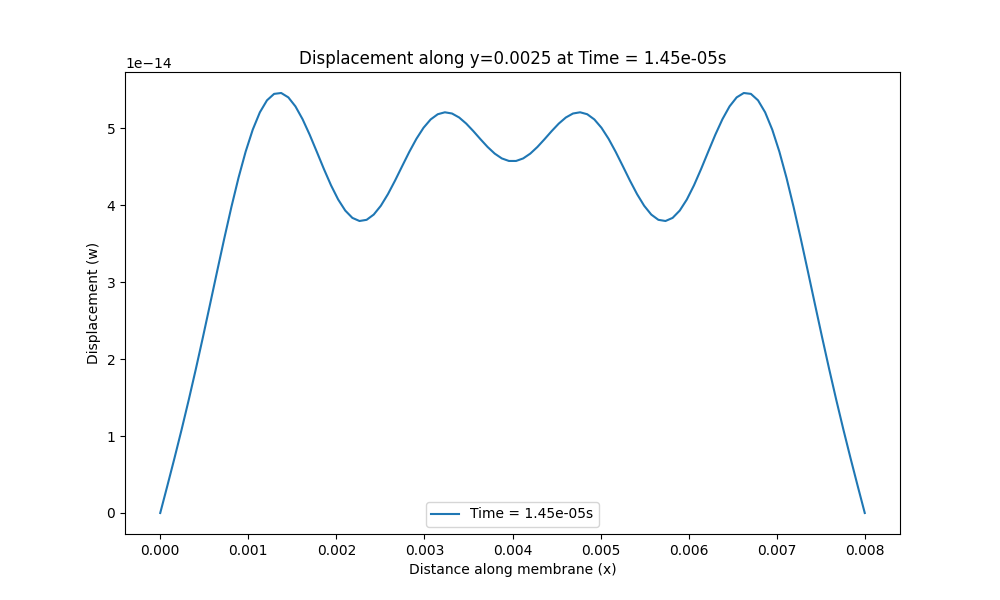 Displacement along y=0.0025 at Time = 1.45e-05s
1e−14
5
4
3
2
1
0
Displacement (w)
Time = 1.45e-05s
0.000 0.001 0.002 0.003 0.004 0.005 0.006 0.007 0.008
Distance along membrane (x)